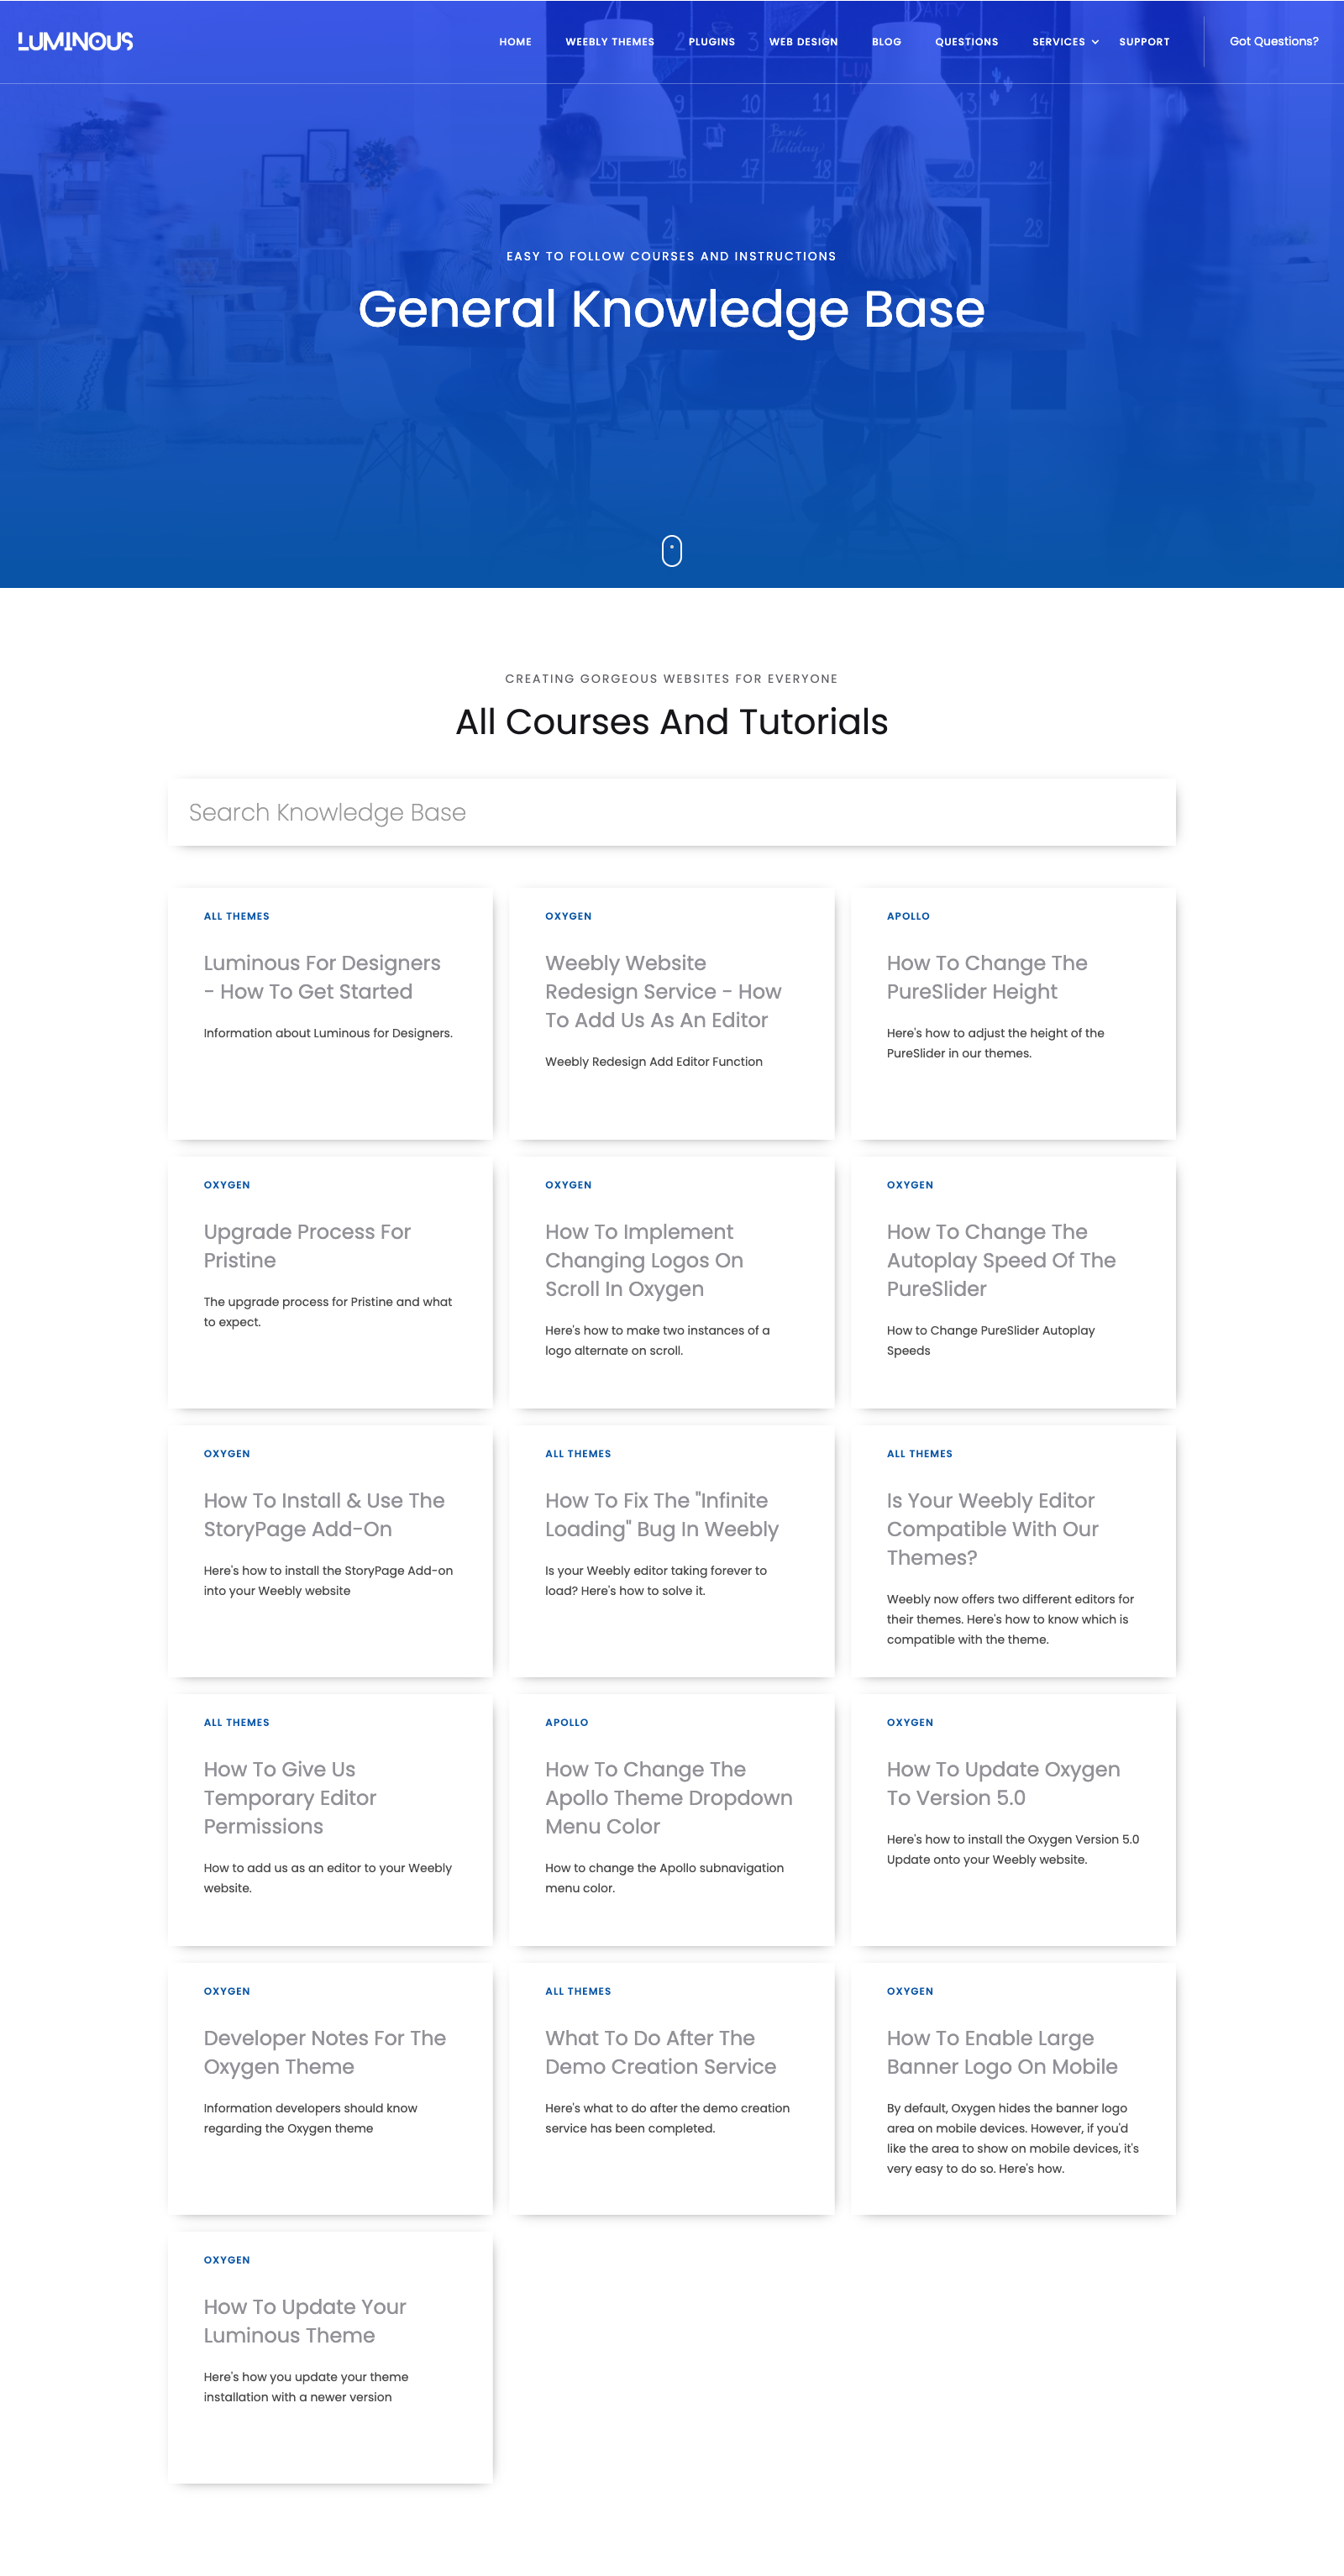 LUMINOUS
HOME WEEBLY THEMES PLUGINS WEB DESIGN BLOG QUESTIONS SERVICES SUPPORT Got Questions?
PARTY
2 3
9 10 11 13 14
Bank
Holiday
15 16 17 18 20 21
25 28
EASY TO FOLLOW COURSES AND INSTRUCTIONS
General Knowledge Base
CREATING GORGEOUS WEBSITES FOR EVERYONE
All Courses And Tutorials
Search Knowledge Base
ALL THEMES
Luminous For Designers
- How To Get Started
Information about Luminous for Designers.
OXYGEN
Weebly Website
Redesign Service - How
To Add Us As An Editor
Weebly Redesign Add Editor Function
APOLLO
How To Change The
PureSlider Height
Here's how to adjust the height of the
PureSlider in our themes.
OXYGEN
Upgrade Process For
Pristine
The upgrade process for Pristine and what
to expect.
OXYGEN
How To Implement
Changing Logos On
Scroll In Oxygen
Here's how to make two instances of a
logo alternate on scroll.
OXYGEN
How To Change The
Autoplay Speed Of The
PureSlider
How to Change PureSlider Autoplay
Speeds
OXYGEN
How To Install & Use The
StoryPage Add-On
Here's how to install the StoryPage Add-on
into your Weebly website
ALL THEMES
How To Fix The "Infinite
Loading" Bug In Weebly
Is your Weebly editor taking forever to
load? Here's how to solve it.
ALL THEMES
Is Your Weebly Editor
Compatible With Our
Themes?
Weebly now offers two different editors for
their themes. Here's how to know which is
compatible with the theme.
ALL THEMES
How To Give Us
Temporary Editor
Permissions
How to add us as an editor to your Weebly
website.
APOLLO
How To Change The
Apollo Theme Dropdown
Menu Color
How to change the Apollo subnavigation
menu color.
OXYGEN
How To Update Oxygen
To Version 5.0
Here's how to install the Oxygen Version 5.0
Update onto your Weebly website.
OXYGEN
Developer Notes For The
Oxygen Theme
Information developers should know
regarding the Oxygen theme
ALL THEMES
What To Do After The
Demo Creation Service
Here's what to do after the demo creation
service has been completed.
OXYGEN
How To Enable Large
Banner Logo On Mobile
By default, Oxygen hides the banner logo
area on mobile devices. However, if you'd
like the area to show on mobile devices, it's
very easy to do so. Here's how.
OXYGEN
How To Update Your
Luminous Theme
Here's how you update your theme
installation with a newer version